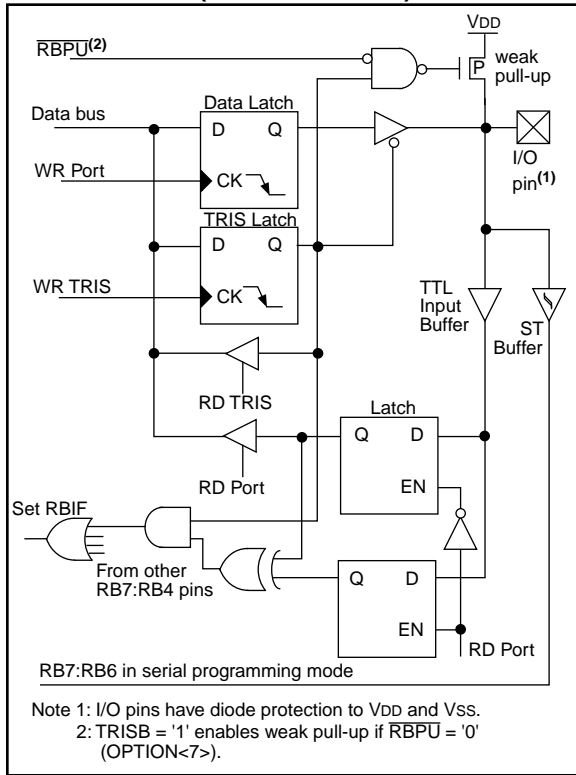 VDD
RBPU(2)
weak
pull-up
P
Data Latch
Data bus
D Q
I/O
pin(1)
WR Port
CK
TRIS Latch
D Q
WR TRIS
CK
TTL
Input
Buffer
ST
Buffer
RD TRIS
Latch
Q D
RD Port
EN
Set RBIF
From other
RB7:RB4 pins
Q D
EN
RD Port
RB7:RB6 in serial programming mode
Note 1: I/O pins have diode protection to VDD and VSS.
2: TRISB = '1' enables weak pull-up if RBPU = '0'
(OPTION<7>).